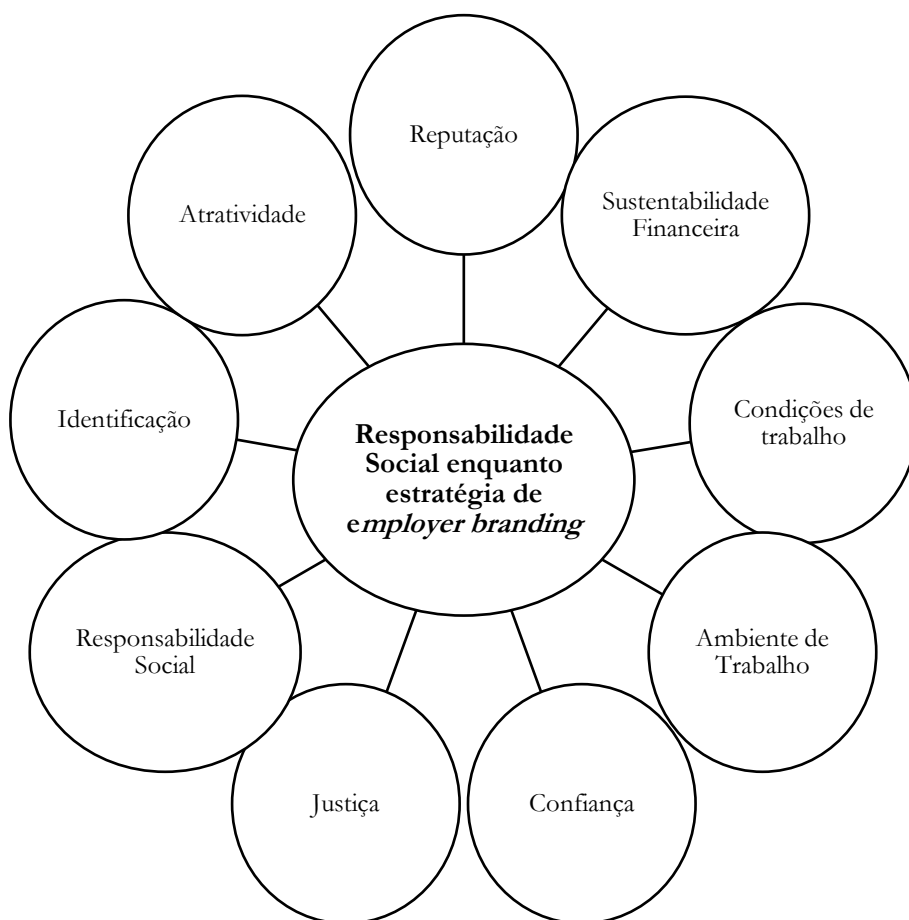 Reputação
Sustentabilidade
Financeira
Condições de
trabalho
Ambiente de
Trabalho
Confiança
Justiça
Responsabilidade
Social
Identificação
Atratividade
Responsabilidade
Social enquanto
estratégia de
employer branding